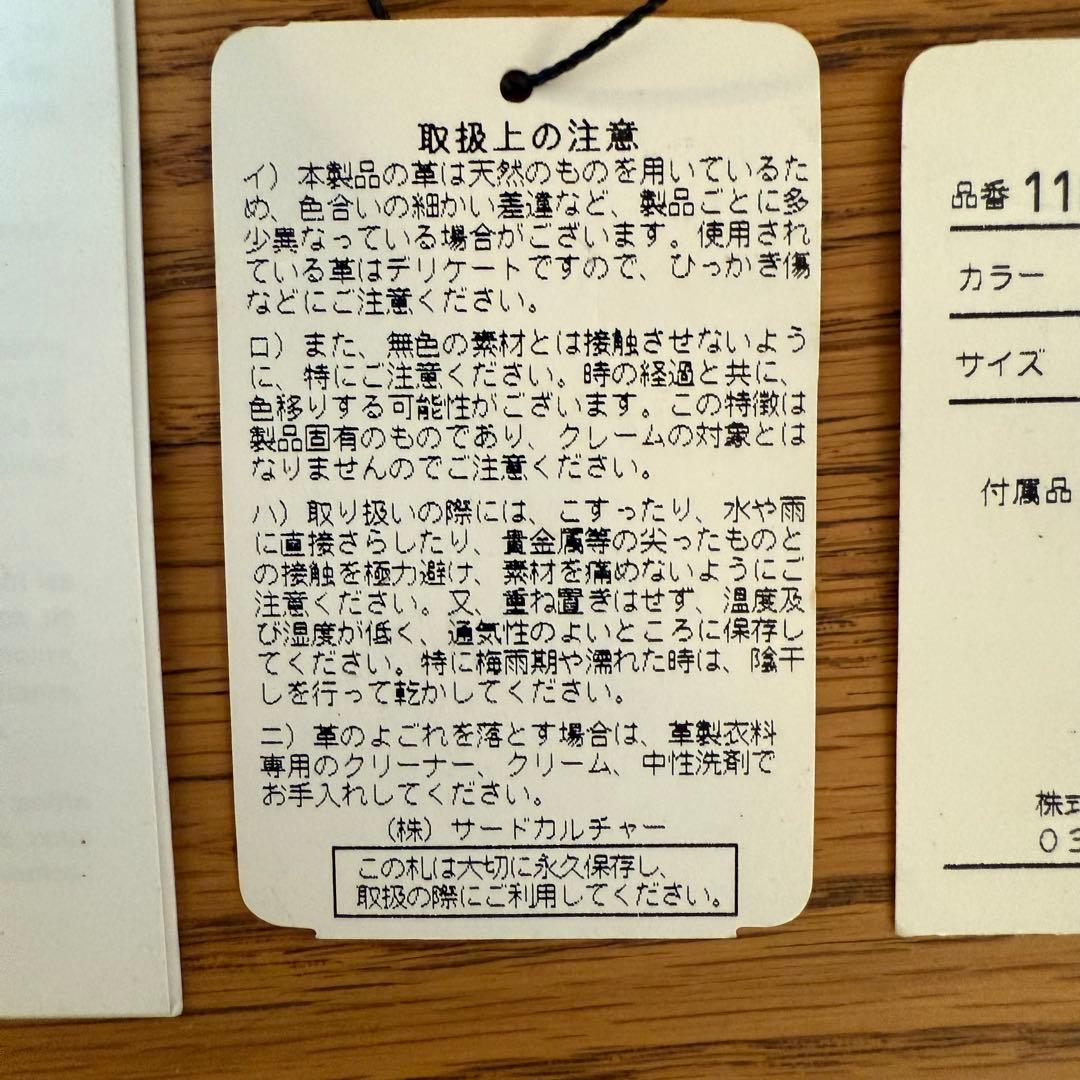 取扱上の注意
イ）本製品の革は天然のものを用いているた
め、色合いの細かい差違など、製品ごとに多
少異なっている場合がございます。使用され
ている革はデリケートですので、ひっかき傷
などにご注意ください。
ロ）また、無色の素材とは接触させないよう
に、特にご注意ください。時の経過と共に、
色移りする可能性がございます。この特徴は
製品固有のものであり、クレームの対象とは
なりませんのでご注意ください。
ハ）取り扱いの際には、こすったり、水や雨
に直接さらしたり、貴金属等の尖ったものと
の接触を極力避け、素材を痛めないようにご
注意ください。又、重ね置きはせず、温度及
び湿度が低く、通気性のよいところに保存し
てください。特に梅雨期や濡れた時は、陰干
しを行って乾かしてください。
ニ）革のよごれを落とす場合は、革製衣料
専用のクリーナー、クリーム、中性洗剤で
お手入れしてください。
（株）サードカルチャー
この札は大切に永久保存し、
取扱の際にご利用してください。
品番 11
カラー
サイズ
付属品
株式
０３